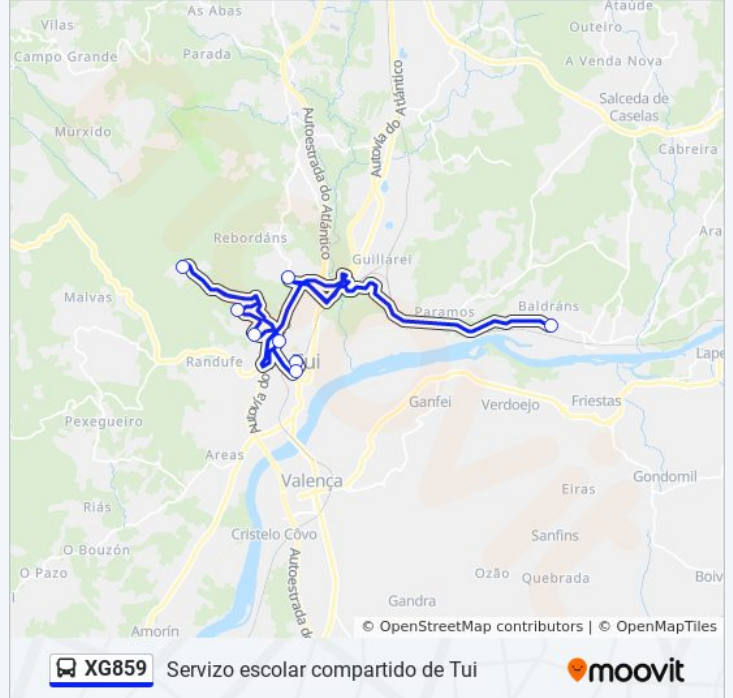 As Abas
Ataúde
Vilas
Outeiro
Campo Grande
Parada
A Venda Nova
Autoestrada do Atlántico
Autovía do Atlántico
Salceda de
Caselas
Murxido
Cabreira
Rebordáns
Ara
Guillarei
Malvas
Paramos
Baldráns
Randufe
Tui
Lape
Autovía do
Ganfei
Verdoejo
Friestas
Pexegueiro
Areas
Valença
Gondomil
Eiras
Riás
Cristelo Côvo
Sanfins
O Bouzón
O Pazo
Autoestrada d
Ozão
Quebrada
Boiv
Gandra
Amorín
© OpenStreetMap contributors | © OpenMapTiles
XG859
Servizo escolar compartido de Tui
moovit